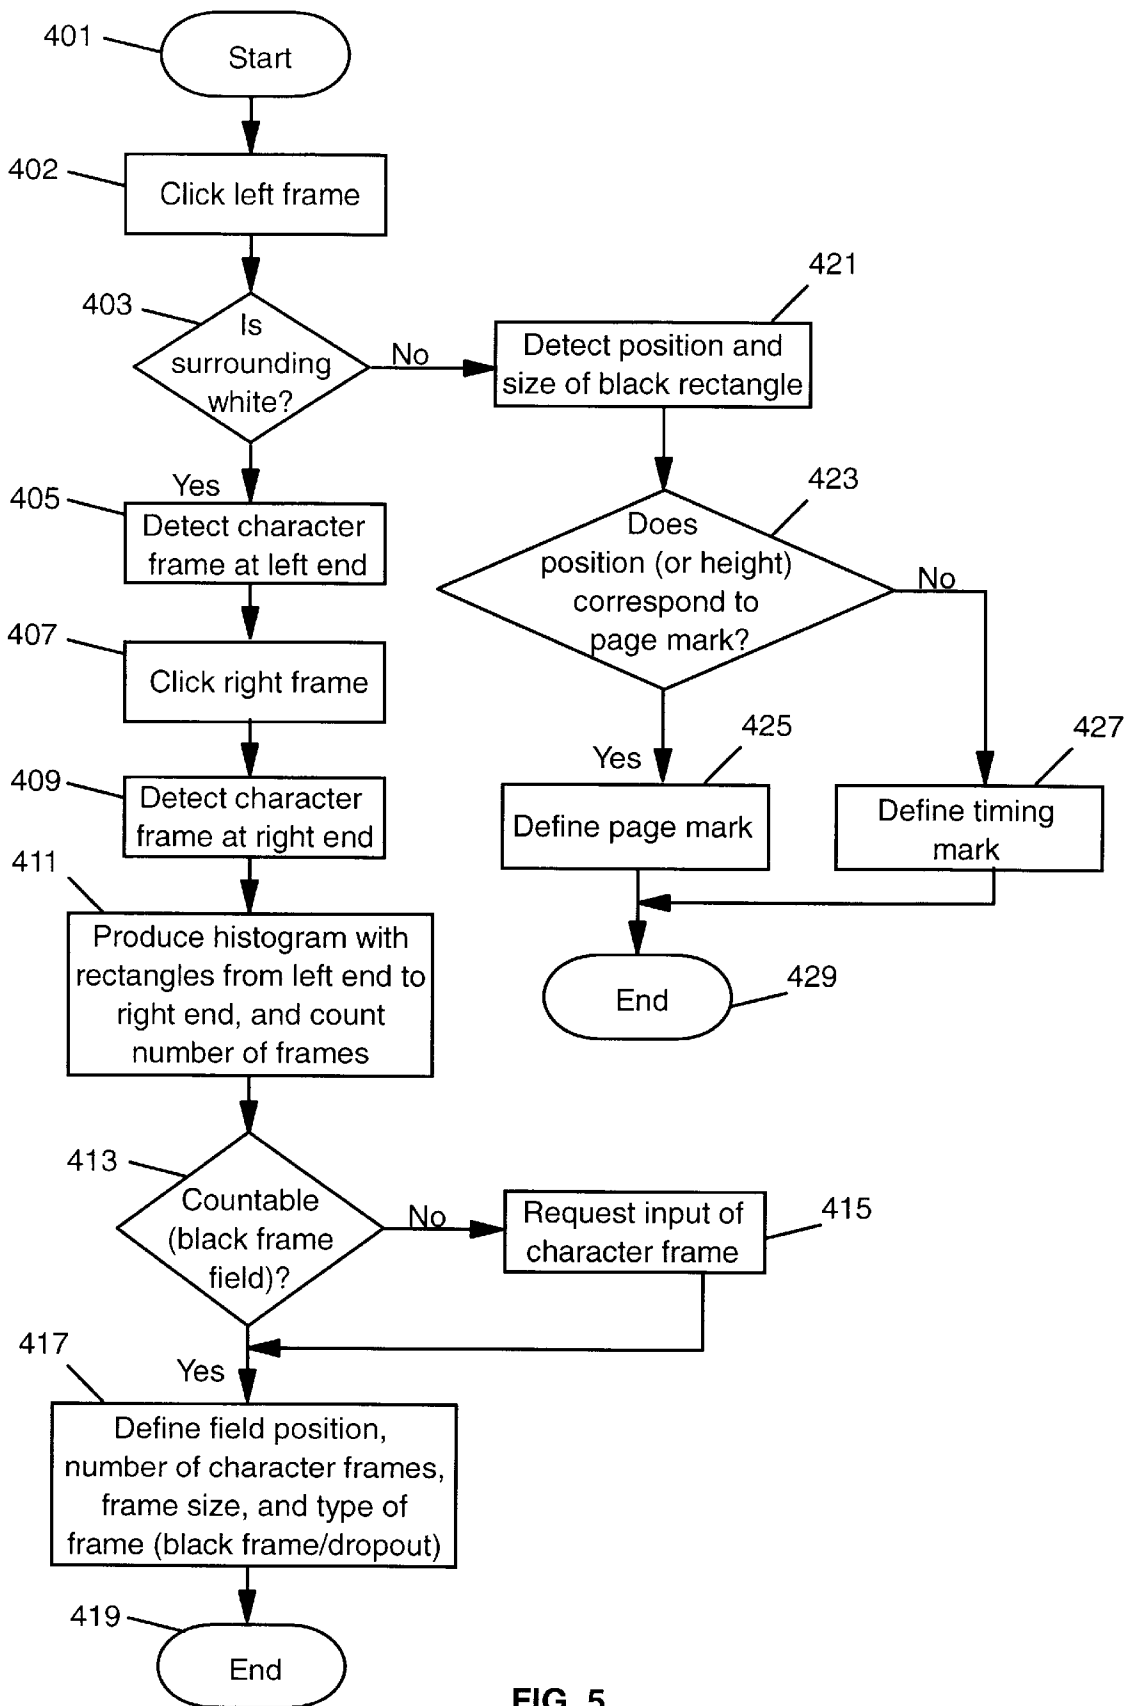 401
Start
402
Click left frame
403
Is
surrounding
white?
No
421
Detect position and
size of black rectangle
Yes
405
Detect character
frame at left end
423
Does
position (or height)
correspond to
page mark?
No
407
Click right frame
Yes
425
Define page mark
427
Define timing
mark
409
Detect character
frame at right end
411
Produce histogram with
rectangles from left end to
right end, and count
number of frames
End
429
413
Countable
(black frame
field)?
No
Request input of
character frame
415
417
Yes
Define field position,
number of character frames,
frame size, and type of
frame (black frame/dropout)
419
End
FIG. 5